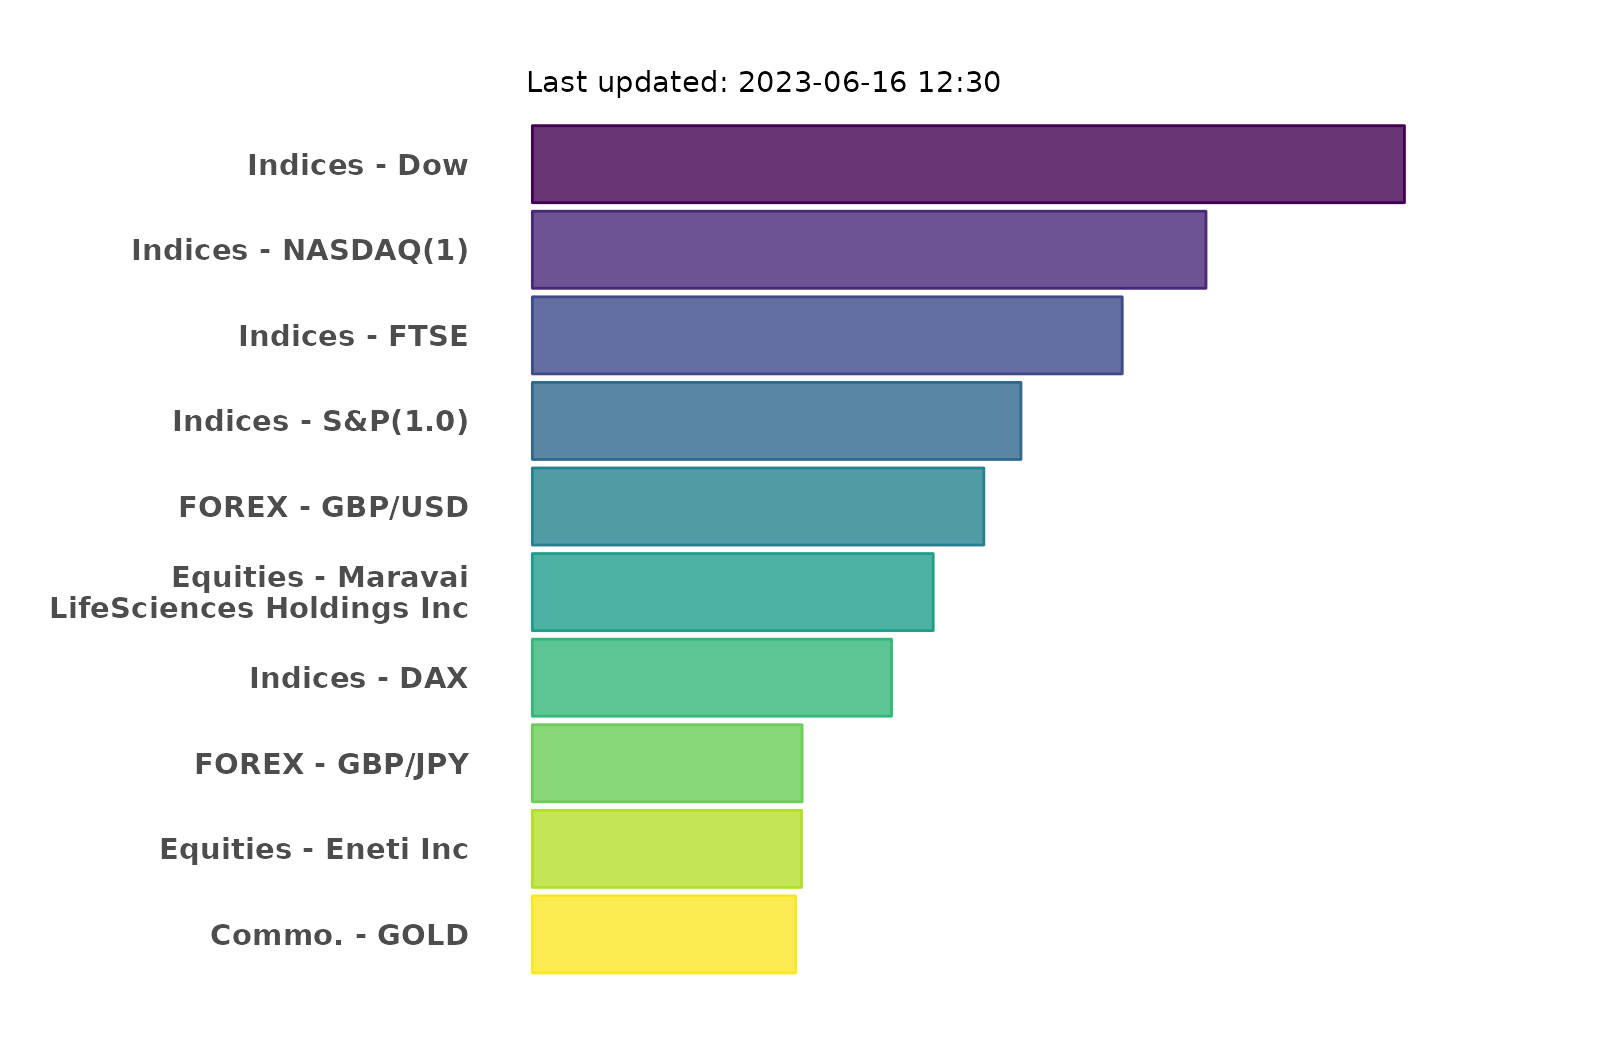 Last updated: 2023-06-16 12:30
Indices - Dow
Indices - NASDAQ(1)
Indices - FTSE
Indices - S&P(1.0)
FOREX - GBP/USD
Equities - Maravai
LifeSciences Holdings Inc
Indices - DAX
FOREX - GBP/JPY
Equities - Eneti Inc
Commo. - GOLD